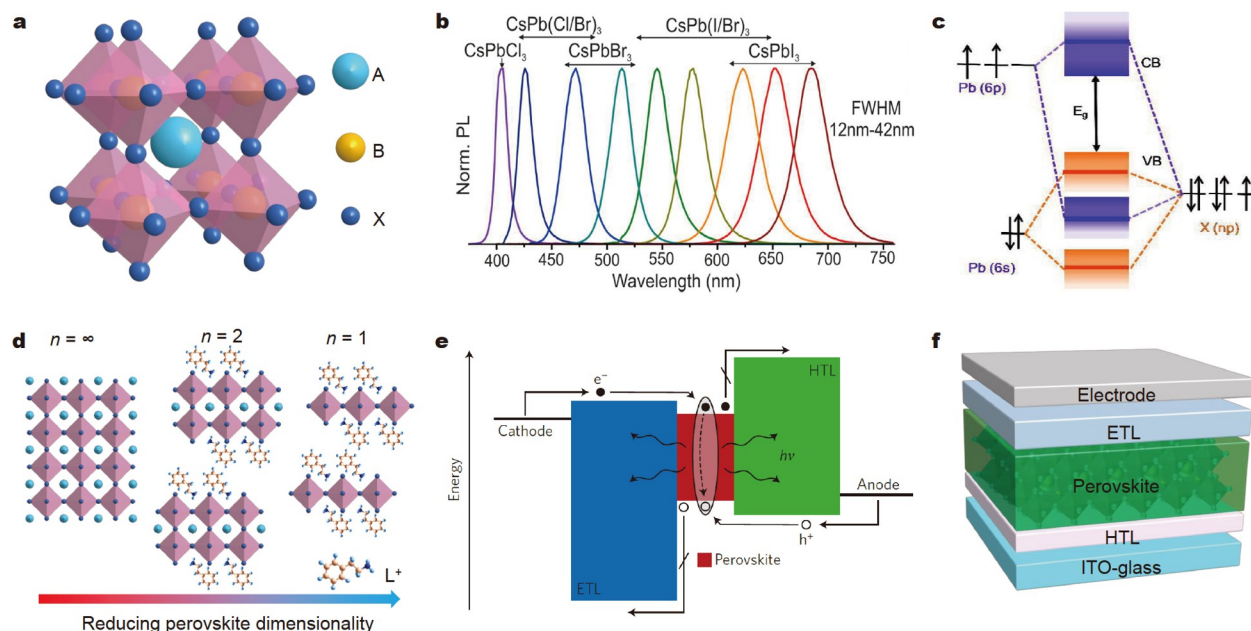 a
A
B
X
b
CsPb(Cl/Br)₃
CsPb(I/Br)₃
CsPbCl₃
CsPbBr₃
CsPbI₃
FWHM
12nm-42nm
Norm. PL
400 450 500 550 600 650 700 750
Wavelength (nm)
c
Pb (6p)
CB
E_g
VB
X (np)
Pb (6s)
d
n = ∞
n = 2
n = 1
L⁺
Reducing perovskite dimensionality
e
Energy
Cathode
e⁻
HTL
hν
Anode
h⁺
Perovskite
ETL
f
Electrode
ETL
Perovskite
HTL
ITO-glass